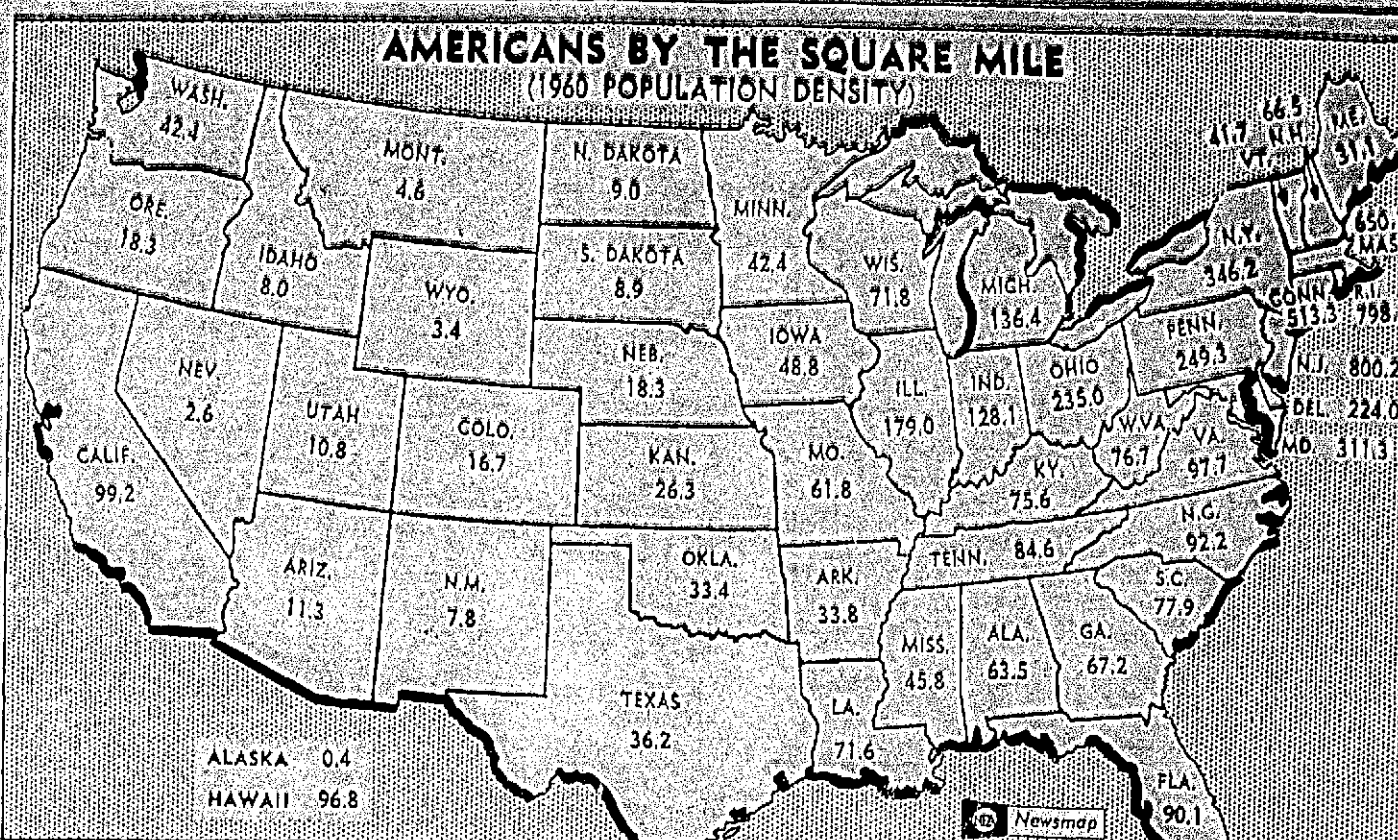 AMERICANS BY THE SQUARE MILE
(1960 POPULATION DENSITY)
WASH.
42.4
ORE.
18.3
IDAHO
8.0
MONT.
4.6
WYO.
3.4
N. DAKOTA
9.0
S. DAKOTA
8.9
NEB.
18.3
KAN.
26.3
MINN.
42.4
IOWA
48.8
WIS.
71.8
MICH.
136.4
CALIF.
99.2
NEV.
2.6
UTAH
10.8
COLO.
16.7
ARIZ.
11.3
N.M.
7.8
OKLA.
33.4
TEXAS
36.2
MO.
61.8
ARK.
33.8
LA.
71.6
ILL.
179.0
IND.
128.1
OHIO
235.0
KY.
75.6
TENN. 84.6
MISS.
45.8
ALA.
63.5
GA.
67.2
FLA.
90.1
S.C.
77.9
N.C.
92.2
VA.
97.7
W.VA.
76.7
PENN.
249.3
N.Y.
346.2
41.7
VT.
66.5
N.H.
ME.
31.1
650.
MAS
CONN.
513.3
R.I.
798.
N.J. 800.2
DEL. 224.0
MD. 311.3
ALASKA 0.4
HAWAII 96.8
NEA Newsmap